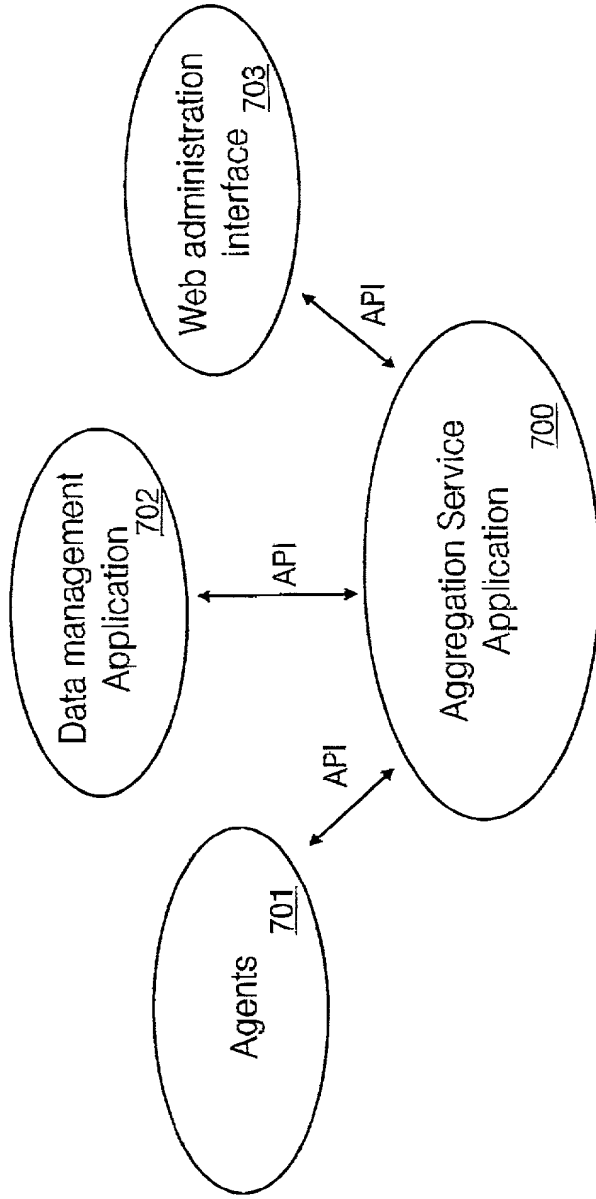 Data management
Application
702
Agents
701
Web administration
interface
703
API
API
API
Aggregation Service
Application
700